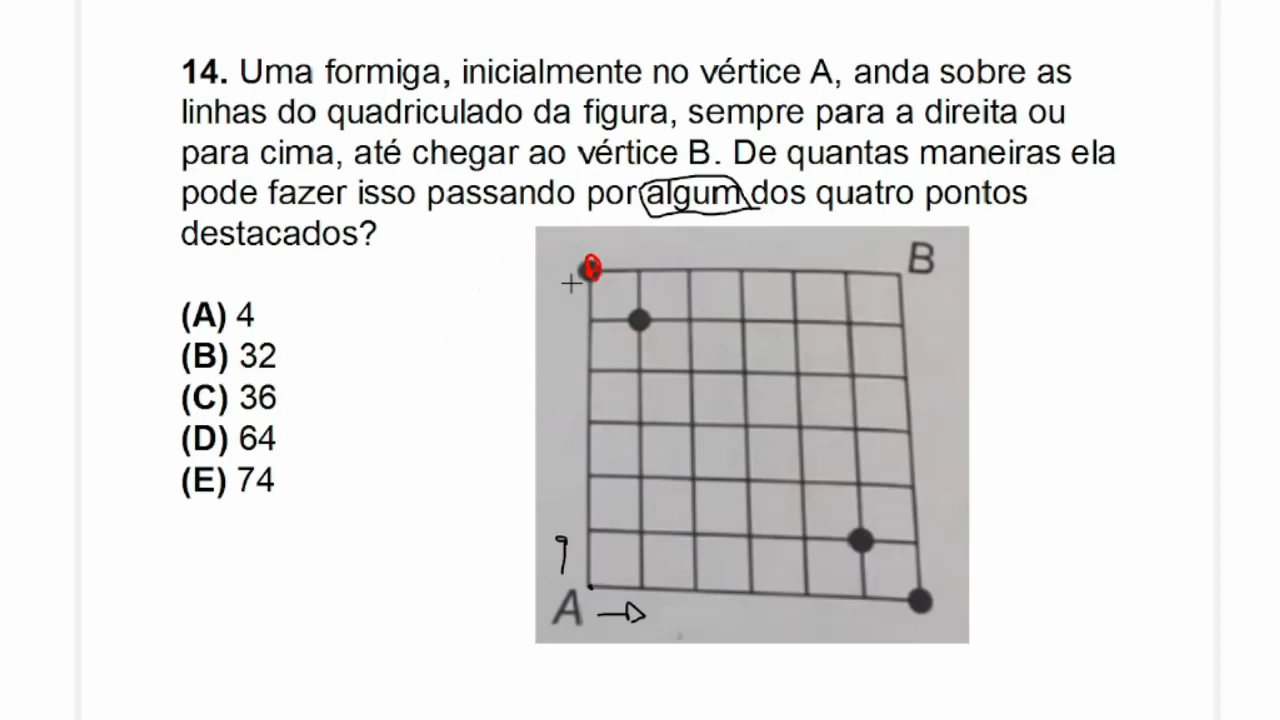 14. Uma formiga, inicialmente no vértice A, anda sobre as
linhas do quadriculado da figura, sempre para a direita ou
para cima, até chegar ao vértice B. De quantas maneiras ela
pode fazer isso passando por algum dos quatro pontos
destacados?
(A) 4
(B) 32
(C) 36
(D) 64
(E) 74
B
A